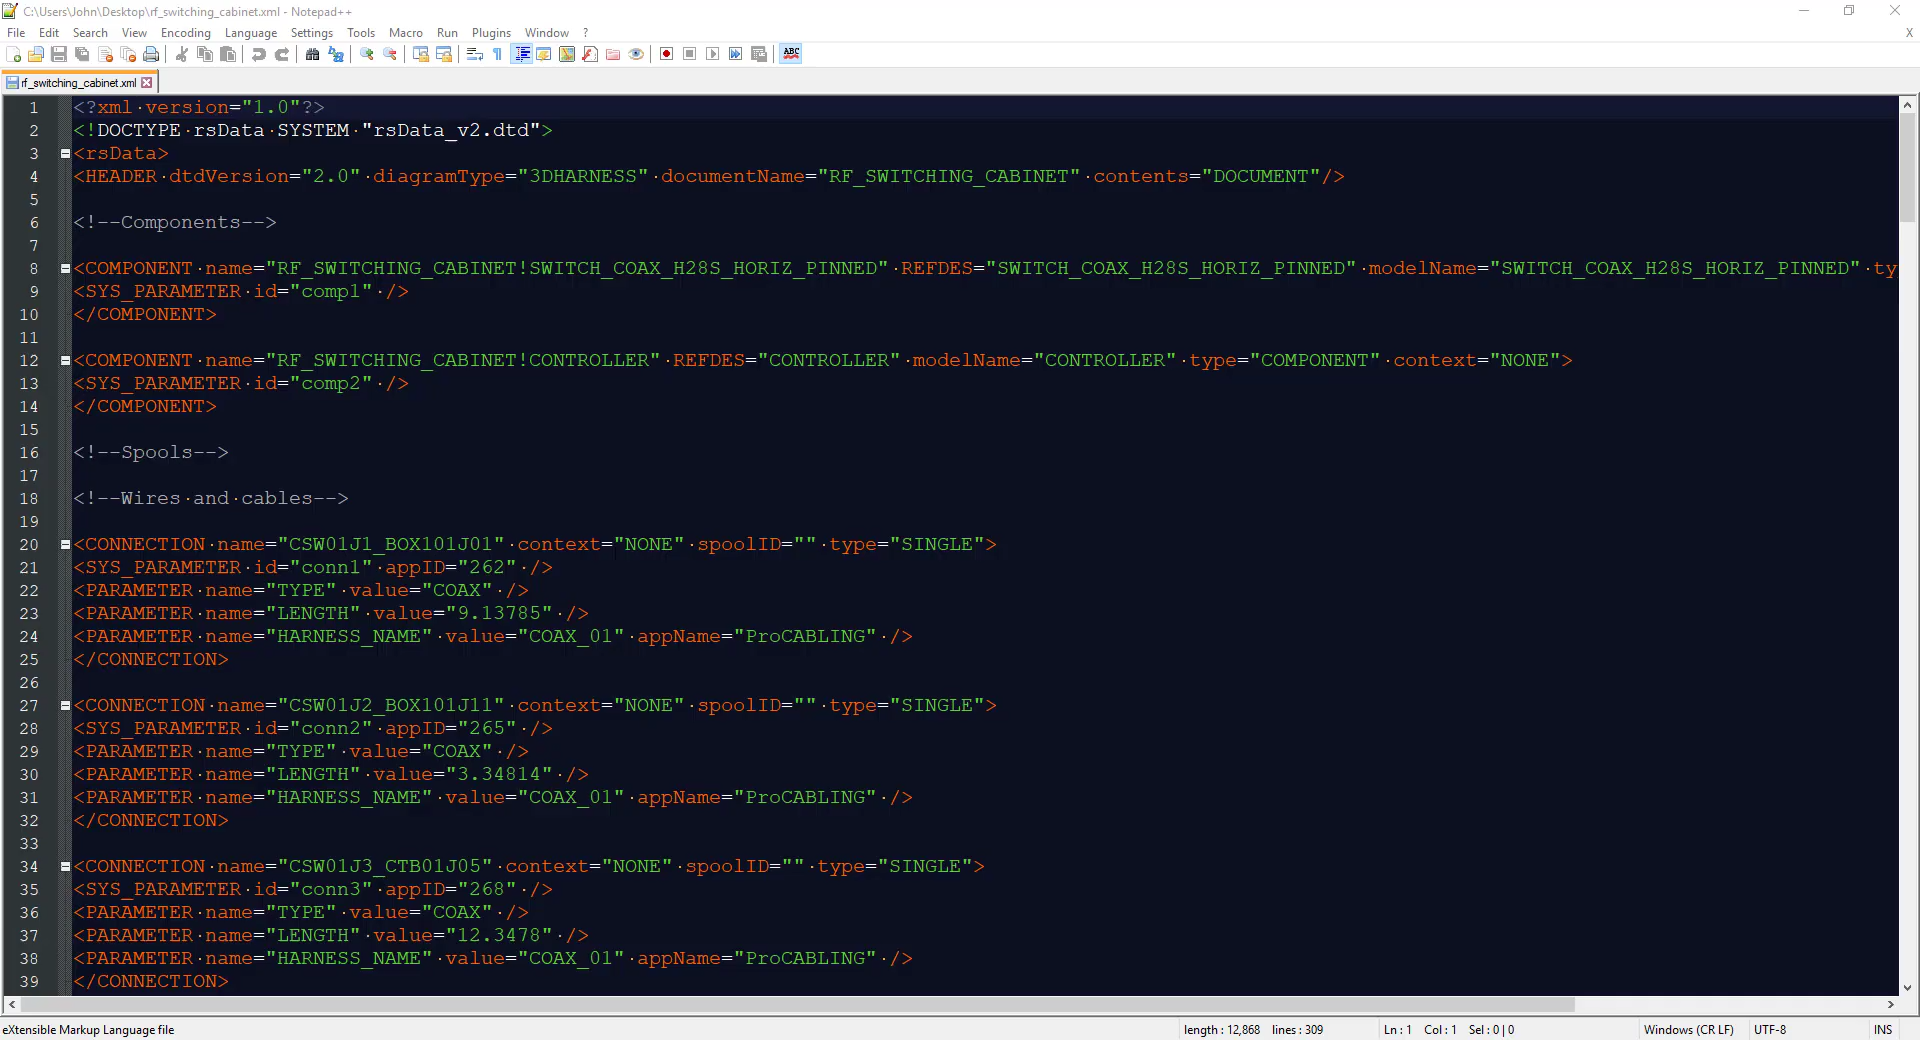 C:\Users\John\Desktop\rf_switching_cabinet.xml - Notepad++
File Edit Search View Encoding Language Settings Tools Macro Run Plugins Window ? X
ABC
rf_switching_cabinet.xml
1 <?xml version="1.0"?>
2 <!DOCTYPE rsData SYSTEM "rsData_v2.dtd">
3 <rsData>
4 <HEADER dtdVersion="2.0" diagramType="3DHARNESS" documentName="RF_SWITCHING_CABINET" contents="DOCUMENT"/>
5
6 <!--Components-->
7
8 <COMPONENT name="RF_SWITCHING_CABINET!SWITCH_COAX_H28S_HORIZ_PINNED" REFDES="SWITCH_COAX_H28S_HORIZ_PINNED" modelName="SWITCH_COAX_H28S_HORIZ_PINNED" ty
9 <SYS_PARAMETER id="comp1" />
10 </COMPONENT>
11
12 <COMPONENT name="RF_SWITCHING_CABINET!CONTROLLER" REFDES="CONTROLLER" modelName="CONTROLLER" type="COMPONENT" context="NONE">
13 <SYS_PARAMETER id="comp2" />
14 </COMPONENT>
15
16 <!--Spools-->
17
18 <!--Wires and cables-->
19
20 <CONNECTION name="CSW01J1_BOX101J01" context="NONE" spoolID="" type="SINGLE">
21 <SYS_PARAMETER id="conn1" appID="262" />
22 <PARAMETER name="TYPE" value="COAX" />
23 <PARAMETER name="LENGTH" value="9.13785" />
24 <PARAMETER name="HARNESS_NAME" value="COAX_01" appName="ProCABLING" />
25 </CONNECTION>
26
27 <CONNECTION name="CSW01J2_BOX101J11" context="NONE" spoolID="" type="SINGLE">
28 <SYS_PARAMETER id="conn2" appID="265" />
29 <PARAMETER name="TYPE" value="COAX" />
30 <PARAMETER name="LENGTH" value="3.34814" />
31 <PARAMETER name="HARNESS_NAME" value="COAX_01" appName="ProCABLING" />
32 </CONNECTION>
33
34 <CONNECTION name="CSW01J3_CTB01J05" context="NONE" spoolID="" type="SINGLE">
35 <SYS_PARAMETER id="conn3" appID="268" />
36 <PARAMETER name="TYPE" value="COAX" />
37 <PARAMETER name="LENGTH" value="12.3478" />
38 <PARAMETER name="HARNESS_NAME" value="COAX_01" appName="ProCABLING" />
39 </CONNECTION>
eXtensible Markup Language file length : 12,868 lines : 309 Ln : 1 Col : 1 Sel : 0 | 0 Windows (CR LF) UTF-8 INS